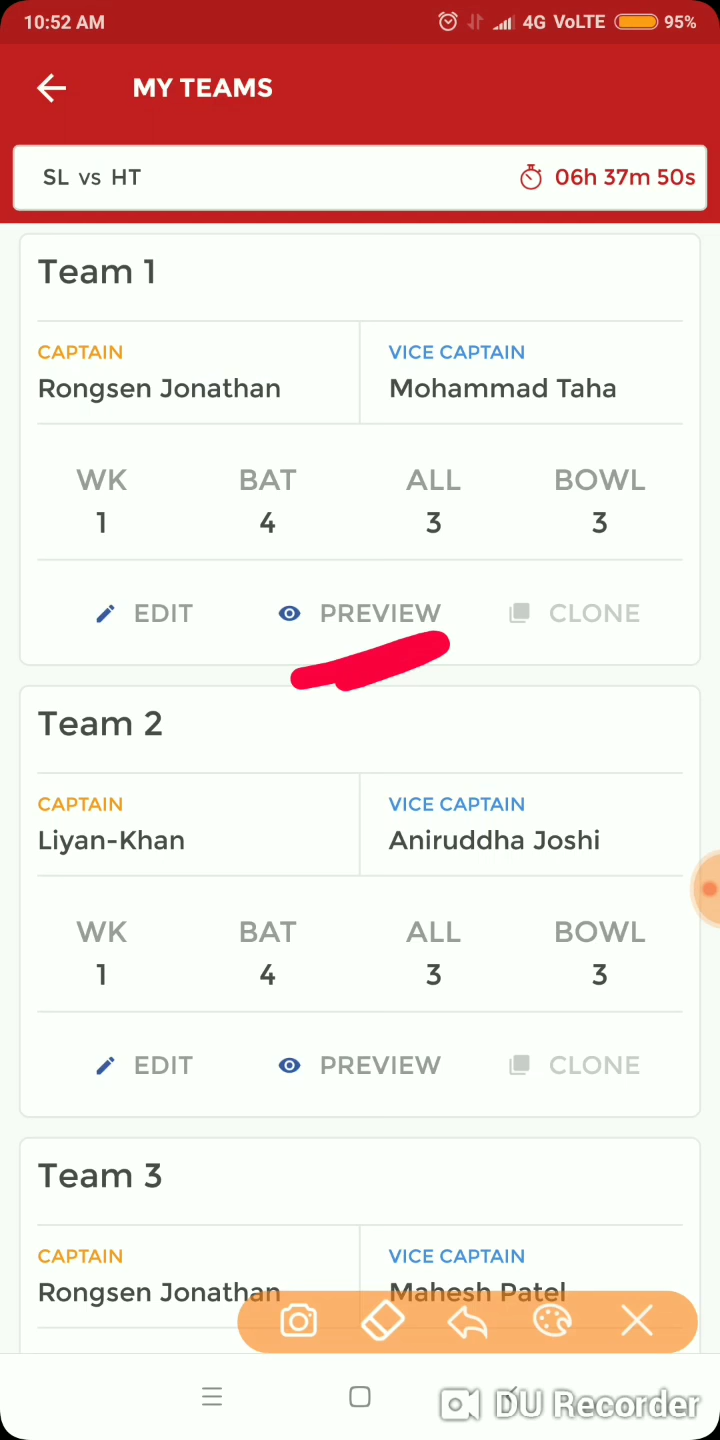 10:52 AM 4G VoLTE 95%
MY TEAMS
SL vs HT 06h 37m 50s
Team 1
CAPTAIN VICE CAPTAIN
Rongsen Jonathan Mohammad Taha
WK BAT ALL BOWL
1 4 3 3
EDIT PREVIEW CLONE
Team 2
CAPTAIN VICE CAPTAIN
Liyan-Khan Aniruddha Joshi
WK BAT ALL BOWL
1 4 3 3
EDIT PREVIEW CLONE
Team 3
CAPTAIN VICE CAPTAIN
Rongsen Jonathan Mahesh Patel
DU Recorder